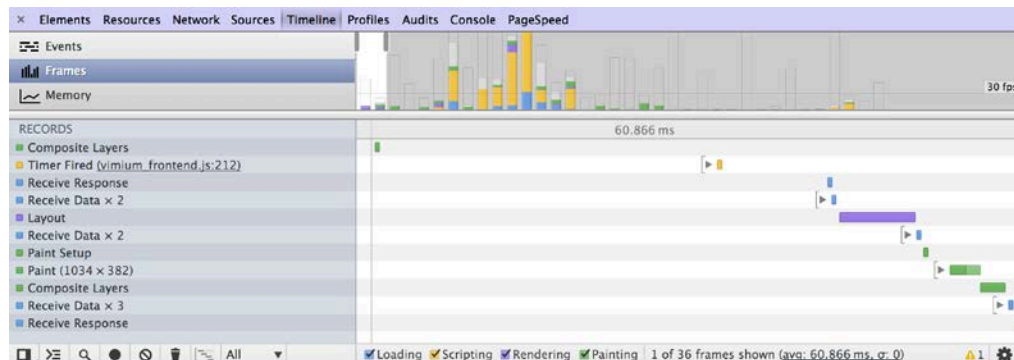 × Elements Resources Network Sources Timeline Profiles Audits Console PageSpeed
Events
Frames
Memory
30 fps
RECORDS
60.866 ms
Composite Layers
Timer Fired (vimium_frontend.js:212)
Receive Response
Receive Data × 2
Layout
Receive Data × 2
Paint Setup
Paint (1034 × 382)
Composite Layers
Receive Data × 3
Receive Response
All Loading Scripting Rendering Painting 1 of 36 frames shown (avg: 60.866 ms, σ: 0) 1